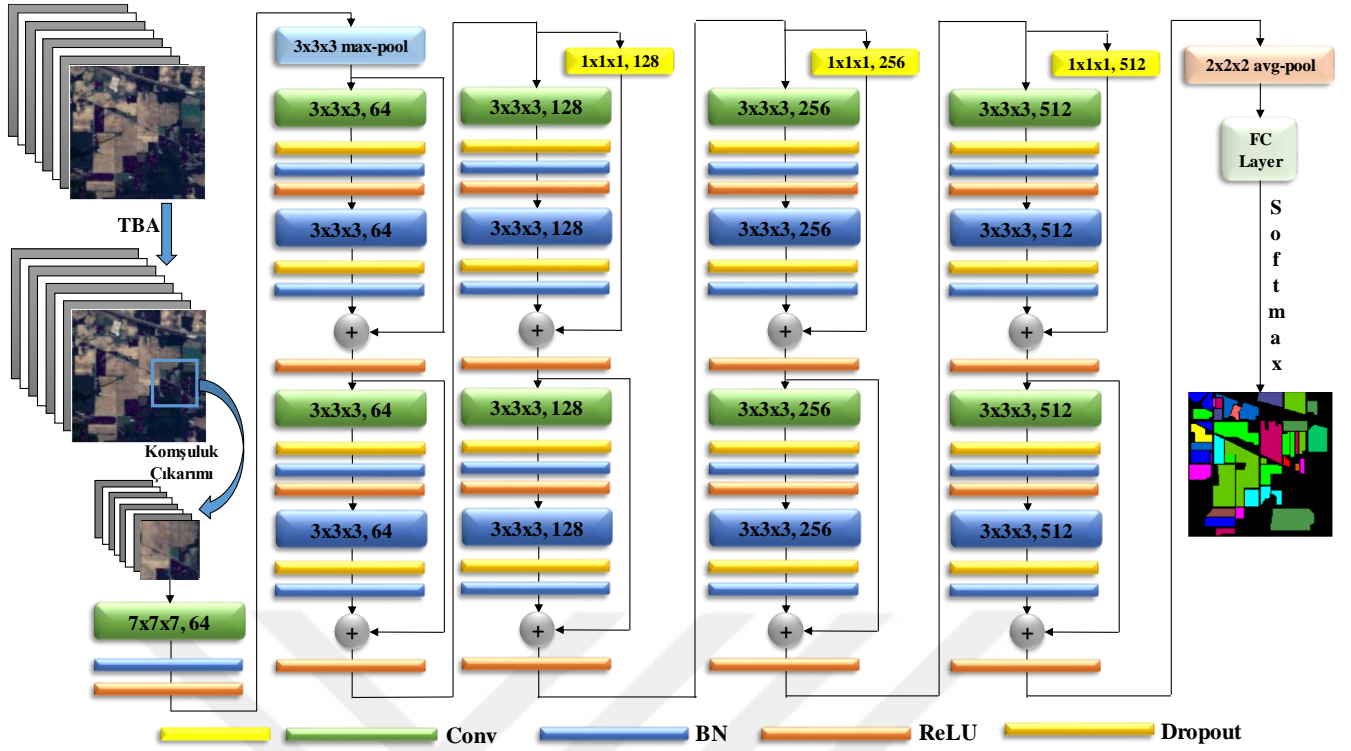 TBA
Komşuluk
Çıkarımı
7x7x7, 64
3x3x3 max-pool
3x3x3, 64
3x3x3, 64
+
3x3x3, 64
3x3x3, 64
+
1x1x1, 128
3x3x3, 128
3x3x3, 128
+
3x3x3, 128
3x3x3, 128
+
1x1x1, 256
3x3x3, 256
3x3x3, 256
+
3x3x3, 256
3x3x3, 256
+
1x1x1, 512
3x3x3, 512
3x3x3, 512
+
3x3x3, 512
3x3x3, 512
+
2x2x2 avg-pool
FC
Layer
Softmax
Conv
BN
ReLU
Dropout